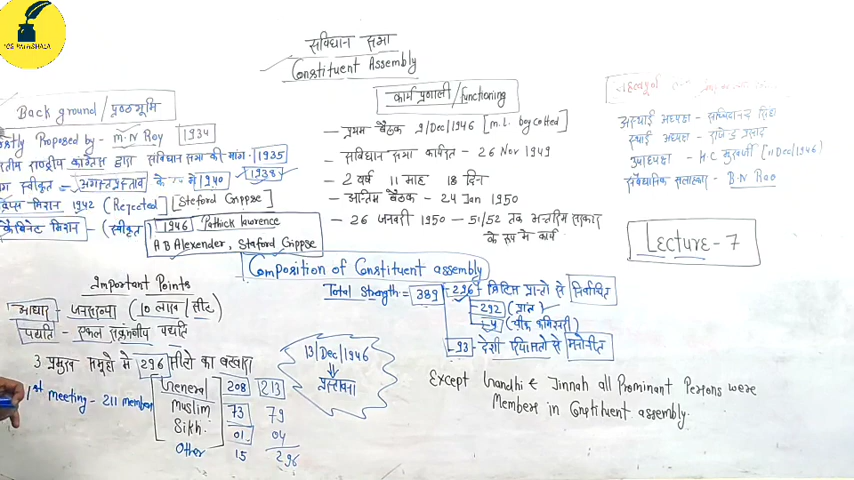 संविधान सभा
Constituent Assembly
Back ground/पृष्ठभूमि
Proposed by - M.N Roy 1934
राष्ट्रीय कांग्रेस द्वारा संविधान सभा की मांग- 1935
स्वीकृत = अगस्त प्रस्ताव के 1940 1938
मिशन 1942 (Rejected) [Staford Crippse]
कैबिनेट मिशन - (स्वीकृत) 1946 Pathick lawrence
A B Alexender, Staford Crippse
कार्य प्रणाली/functioning
- प्रथम बैठक 9/Dec/1946 [M.L. boycotted]
- संविधान सभा कार्यरत - 26 Nov 1949
- 2 वर्ष 11 माह 18 दिन
- अन्तिम बैठक - 24 Jan 1950
- 26 जनवरी 1950 - 51/52 तक अन्तरिम सरकार
के रूप मे कार्य
अस्थाई अध्यक्ष - सच्चिदानन्द सिन्हा
स्थाई अध्यक्ष -
उपाध्यक्ष - H.C मुखर्जी (11 Dec/1946)
संवैधानिक सलाहकार - B.N Rao
Lecture - 7
Composition of Constituent assembly
Important Points
आधार - जनसंख्या (10 लाख/सीट)
पद्धति - एकल संक्रमणीय पद्धति
3 प्रमुख समूहो मे 296 सीटो का बंटवारा
1st meeting - 211 member
General 208 213
Muslim 73 79
Sikh 01 04
Other 15 296
13/Dec/1946
प्रस्तावना
Total Strength = 389 - 296 - ब्रिटिश प्रान्तो से निर्वाचित
292 (प्रान्त)
4 (चीफ कमिश्नरी)
93 - देशी रियासतो से मनोनीत
Except Gandhi & Jinnah all Prominant Persons were
Members in Constituent assembly.